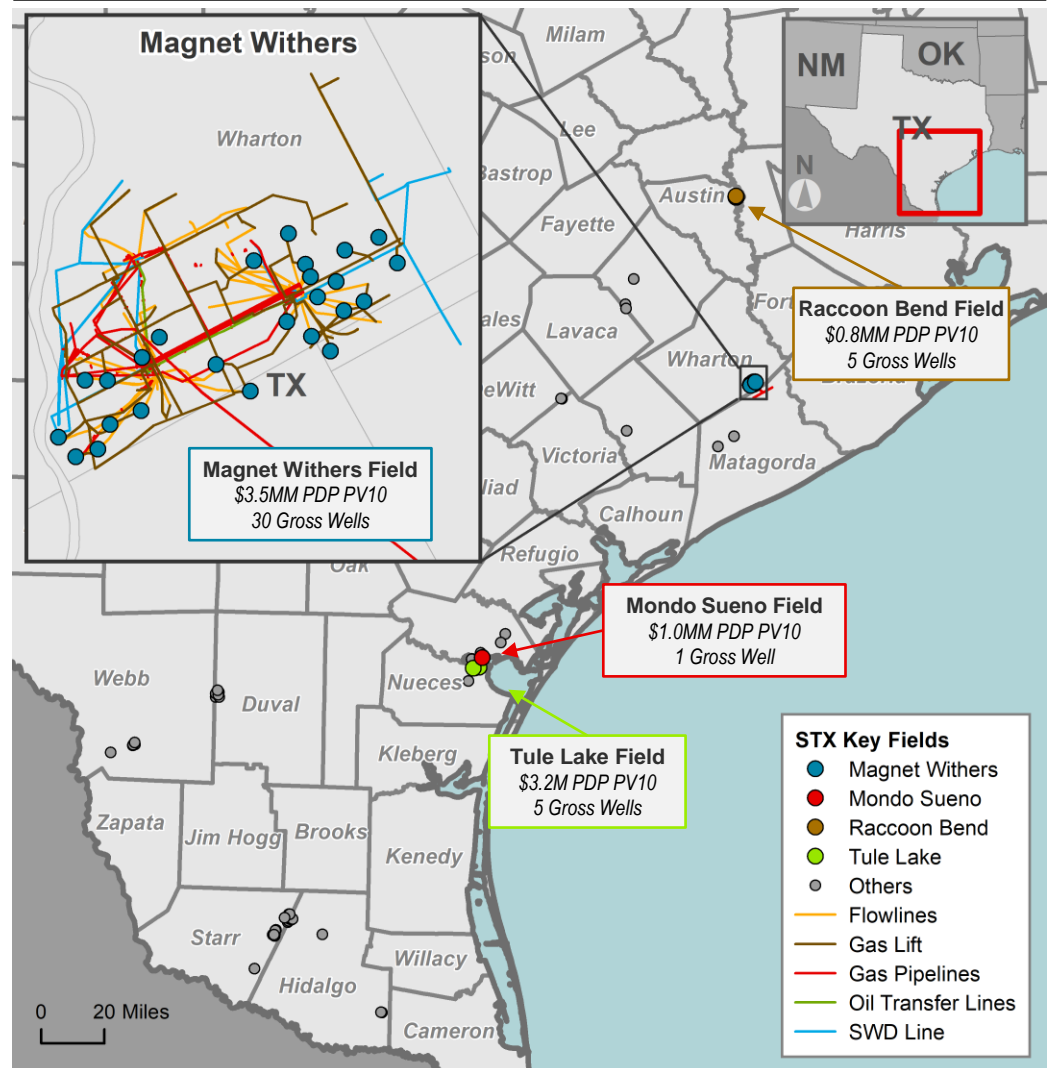 Magnet Withers
Wharton
TX
Magnet Withers Field
$3.5MM PDP PV10
30 Gross Wells
NM
OK
TX
N
Milam
son
Lee
Bastrop
Austin
Harris
Fayette
Fort
Raccoon Bend Field
$0.8MM PDP PV10
5 Gross Wells
ales
Lavaca
Wharton
eWitt
Victoria
Matagorda
liad
Calhoun
Refugio
Mondo Sueno Field
$1.0MM PDP PV10
1 Gross Well
Webb
Duval
Nueces
Kleberg
Tule Lake Field
$3.2M PDP PV10
5 Gross Wells
Zapata
Jim Hogg
Brooks
Kenedy
Starr
Hidalgo
Willacy
Cameron
0 20 Miles
STX Key Fields
Magnet Withers
Mondo Sueno
Raccoon Bend
Tule Lake
Others
Flowlines
Gas Lift
Gas Pipelines
Oil Transfer Lines
SWD Line